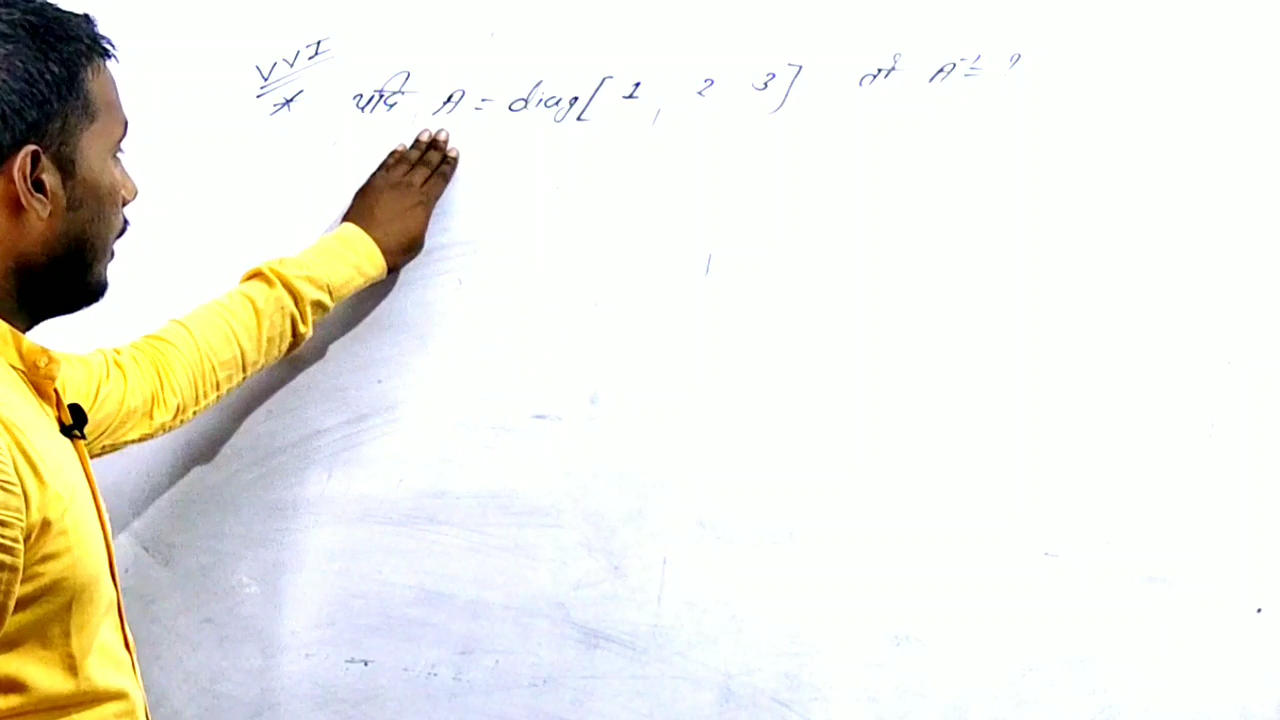 VVI
* यदि A = diag[ 1, 2 3] तो A⁻¹ = ?